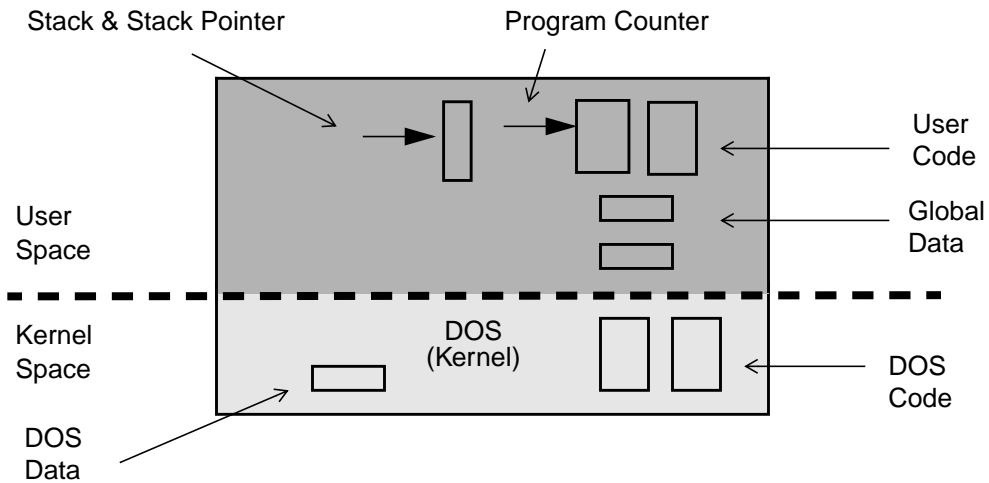 Stack & Stack Pointer
Program Counter
User
Code
User
Space
Global
Data
Kernel
Space
DOS
(Kernel)
DOS
Code
DOS
Data